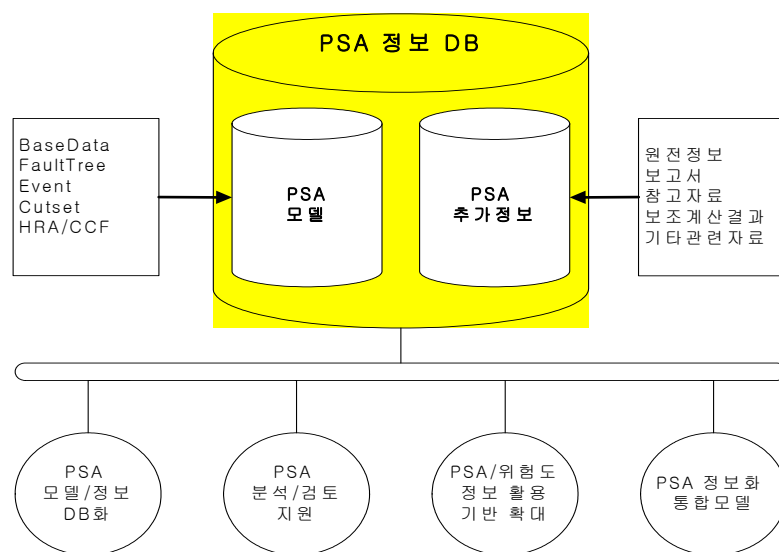 PSA 정보 DB
BaseData
FaultTree
Event
Cutset
HRA/CCF
PSA
모델
PSA
추가정보
원전정보
보고서
참고자료
보조계산결과
기타관련자료
PSA
모델/정보
DB화
PSA
분석/검토
지원
PSA/위험도
정보 활용
기반 확대
PSA 정보화
통합모델